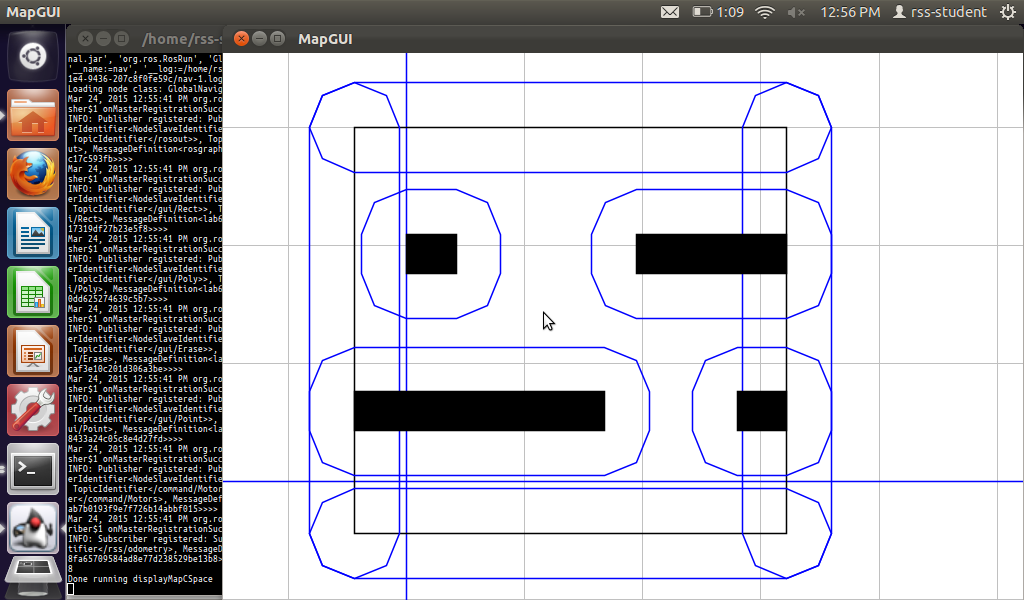 MapGUI
1:09
12:56 PM
rss-student
/home/rss-s
MapGUI
nal.jar', 'org.ros.RosRun', 'Gl
'__name:=nav', '__log:=/home/rs
1e4-9436-207c8f0fe59c/nav-1.log
Loading node class: GlobalNavig
Mar 24, 2015 12:55:41 PM org.ro
sher$1 onMasterRegistrationSucc
INFO: Publisher registered: Pub
erIdentifier<NodeSlaveIdentifie
TopicIdentifier</rosout>>, Top
ut>, MessageDefinition<rosgraph
c17c593fb>>>>
Mar 24, 2015 12:55:41 PM org.ro
sher$1 onMasterRegistrationSucc
INFO: Publisher registered: Pub
erIdentifier<NodeSlaveIdentifie
TopicIdentifier</gui/Rect>>, T
i/Rect>, MessageDefinition<lab6
17319df27b23e5f8>>>>
Mar 24, 2015 12:55:41 PM org.ro
sher$1 onMasterRegistrationSucc
INFO: Publisher registered: Pub
erIdentifier<NodeSlaveIdentifie
TopicIdentifier</gui/Poly>>, T
i/Poly>, MessageDefinition<lab6
0dd625274639c5b7>>>>
Mar 24, 2015 12:55:41 PM org.ro
sher$1 onMasterRegistrationSucc
INFO: Publisher registered: Pub
erIdentifier<NodeSlaveIdentifie
TopicIdentifier</gui/Erase>>,
ui/Erase>, MessageDefinition<la
caf3e10c201d306a3be>>>>
Mar 24, 2015 12:55:41 PM org.ro
sher$1 onMasterRegistrationSucc
INFO: Publisher registered: Pub
erIdentifier<NodeSlaveIdentifie
TopicIdentifier</gui/Point>>,
ui/Point>, MessageDefinition<la
8433a24c05c8e4d27fd>>>>
Mar 24, 2015 12:55:41 PM org.ro
sher$1 onMasterRegistrationSucc
INFO: Publisher registered: Pub
erIdentifier<NodeSlaveIdentifie
TopicIdentifier</command/Motor
er</command/Motors>, MessageDef
ab7b0193f9e7f726b14abbf015>>>>
Mar 24, 2015 12:55:41 PM org.ro
riber$1 onMasterRegistrationSuc
INFO: Subscriber registered: Su
tifier</rss/odometry>, MessageD
8fa65709584ad8e77d238529be13b8>
8
Done running displayMapCSpace